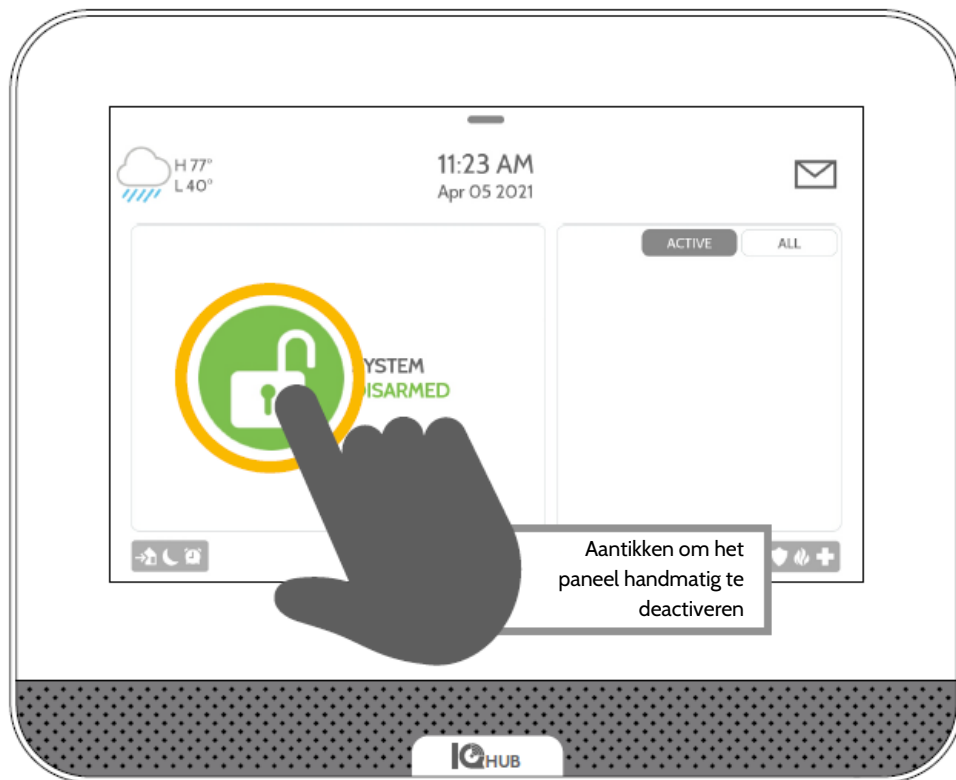 H 77°
L 40°
11:23 AM
Apr 05 2021
ACTIVE
ALL
YSTEM
ISARMED
Aantikken om het
paneel handmatig te
deactiveren
IQ HUB